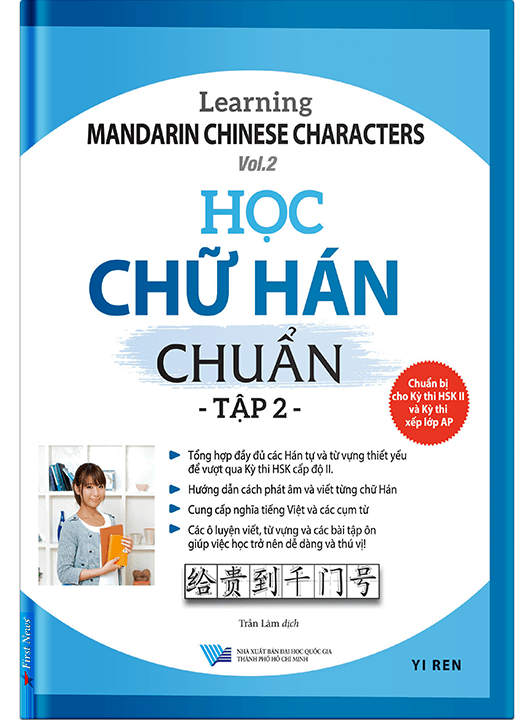 Learning
MANDARIN CHINESE CHARACTERS
Vol.2
HỌC
CHỮ HÁN
CHUẨN
- TẬP 2 -
Chuẩn bị
cho Kỳ thi HSK II
và Kỳ thi
xếp lớp AP
Tổng hợp đầy đủ các Hán tự và từ vựng thiết yếu
để vượt qua Kỳ thi HSK cấp độ II.
Hướng dẫn cách phát âm và viết từng chữ Hán
Cung cấp nghĩa tiếng Việt và các cụm từ
Các ô luyện viết, từ vựng và các bài tập ôn
giúp việc học trở nên dễ dàng và thú vị!
给贵到千门号
Trần Lâm dịch
NHÀ XUẤT BẢN ĐẠI HỌC QUỐC GIA
THÀNH PHỐ HỒ CHÍ MINH
YI REN
First News